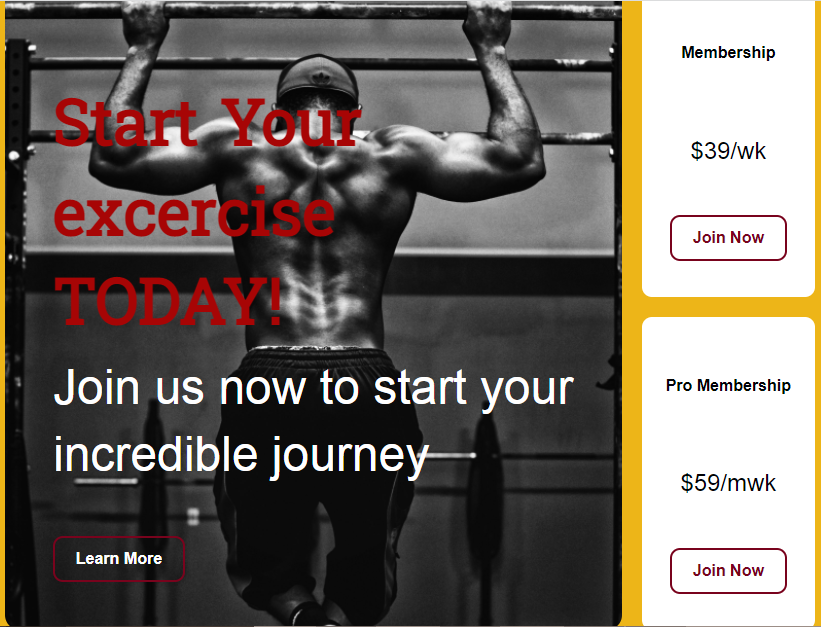 Start Your
excercise
TODAY!
Join us now to start your
incredible journey
Learn More
Membership
$39/wk
Join Now
Pro Membership
$59/mwk
Join Now